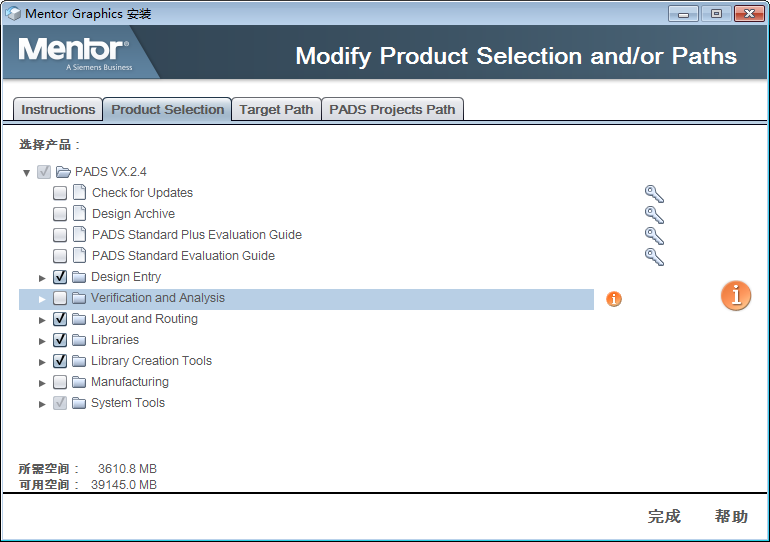 Mentor Graphics 安装
Mentor®
A Siemens Business
Modify Product Selection and/or Paths
Instructions Product Selection Target Path PADS Projects Path
选择产品：
PADS VX.2.4
Check for Updates
Design Archive
PADS Standard Plus Evaluation Guide
PADS Standard Evaluation Guide
Design Entry
Verification and Analysis
Layout and Routing
Libraries
Library Creation Tools
Manufacturing
System Tools
所需空间： 3610.8 MB
可用空间： 39145.0 MB
完成 帮助